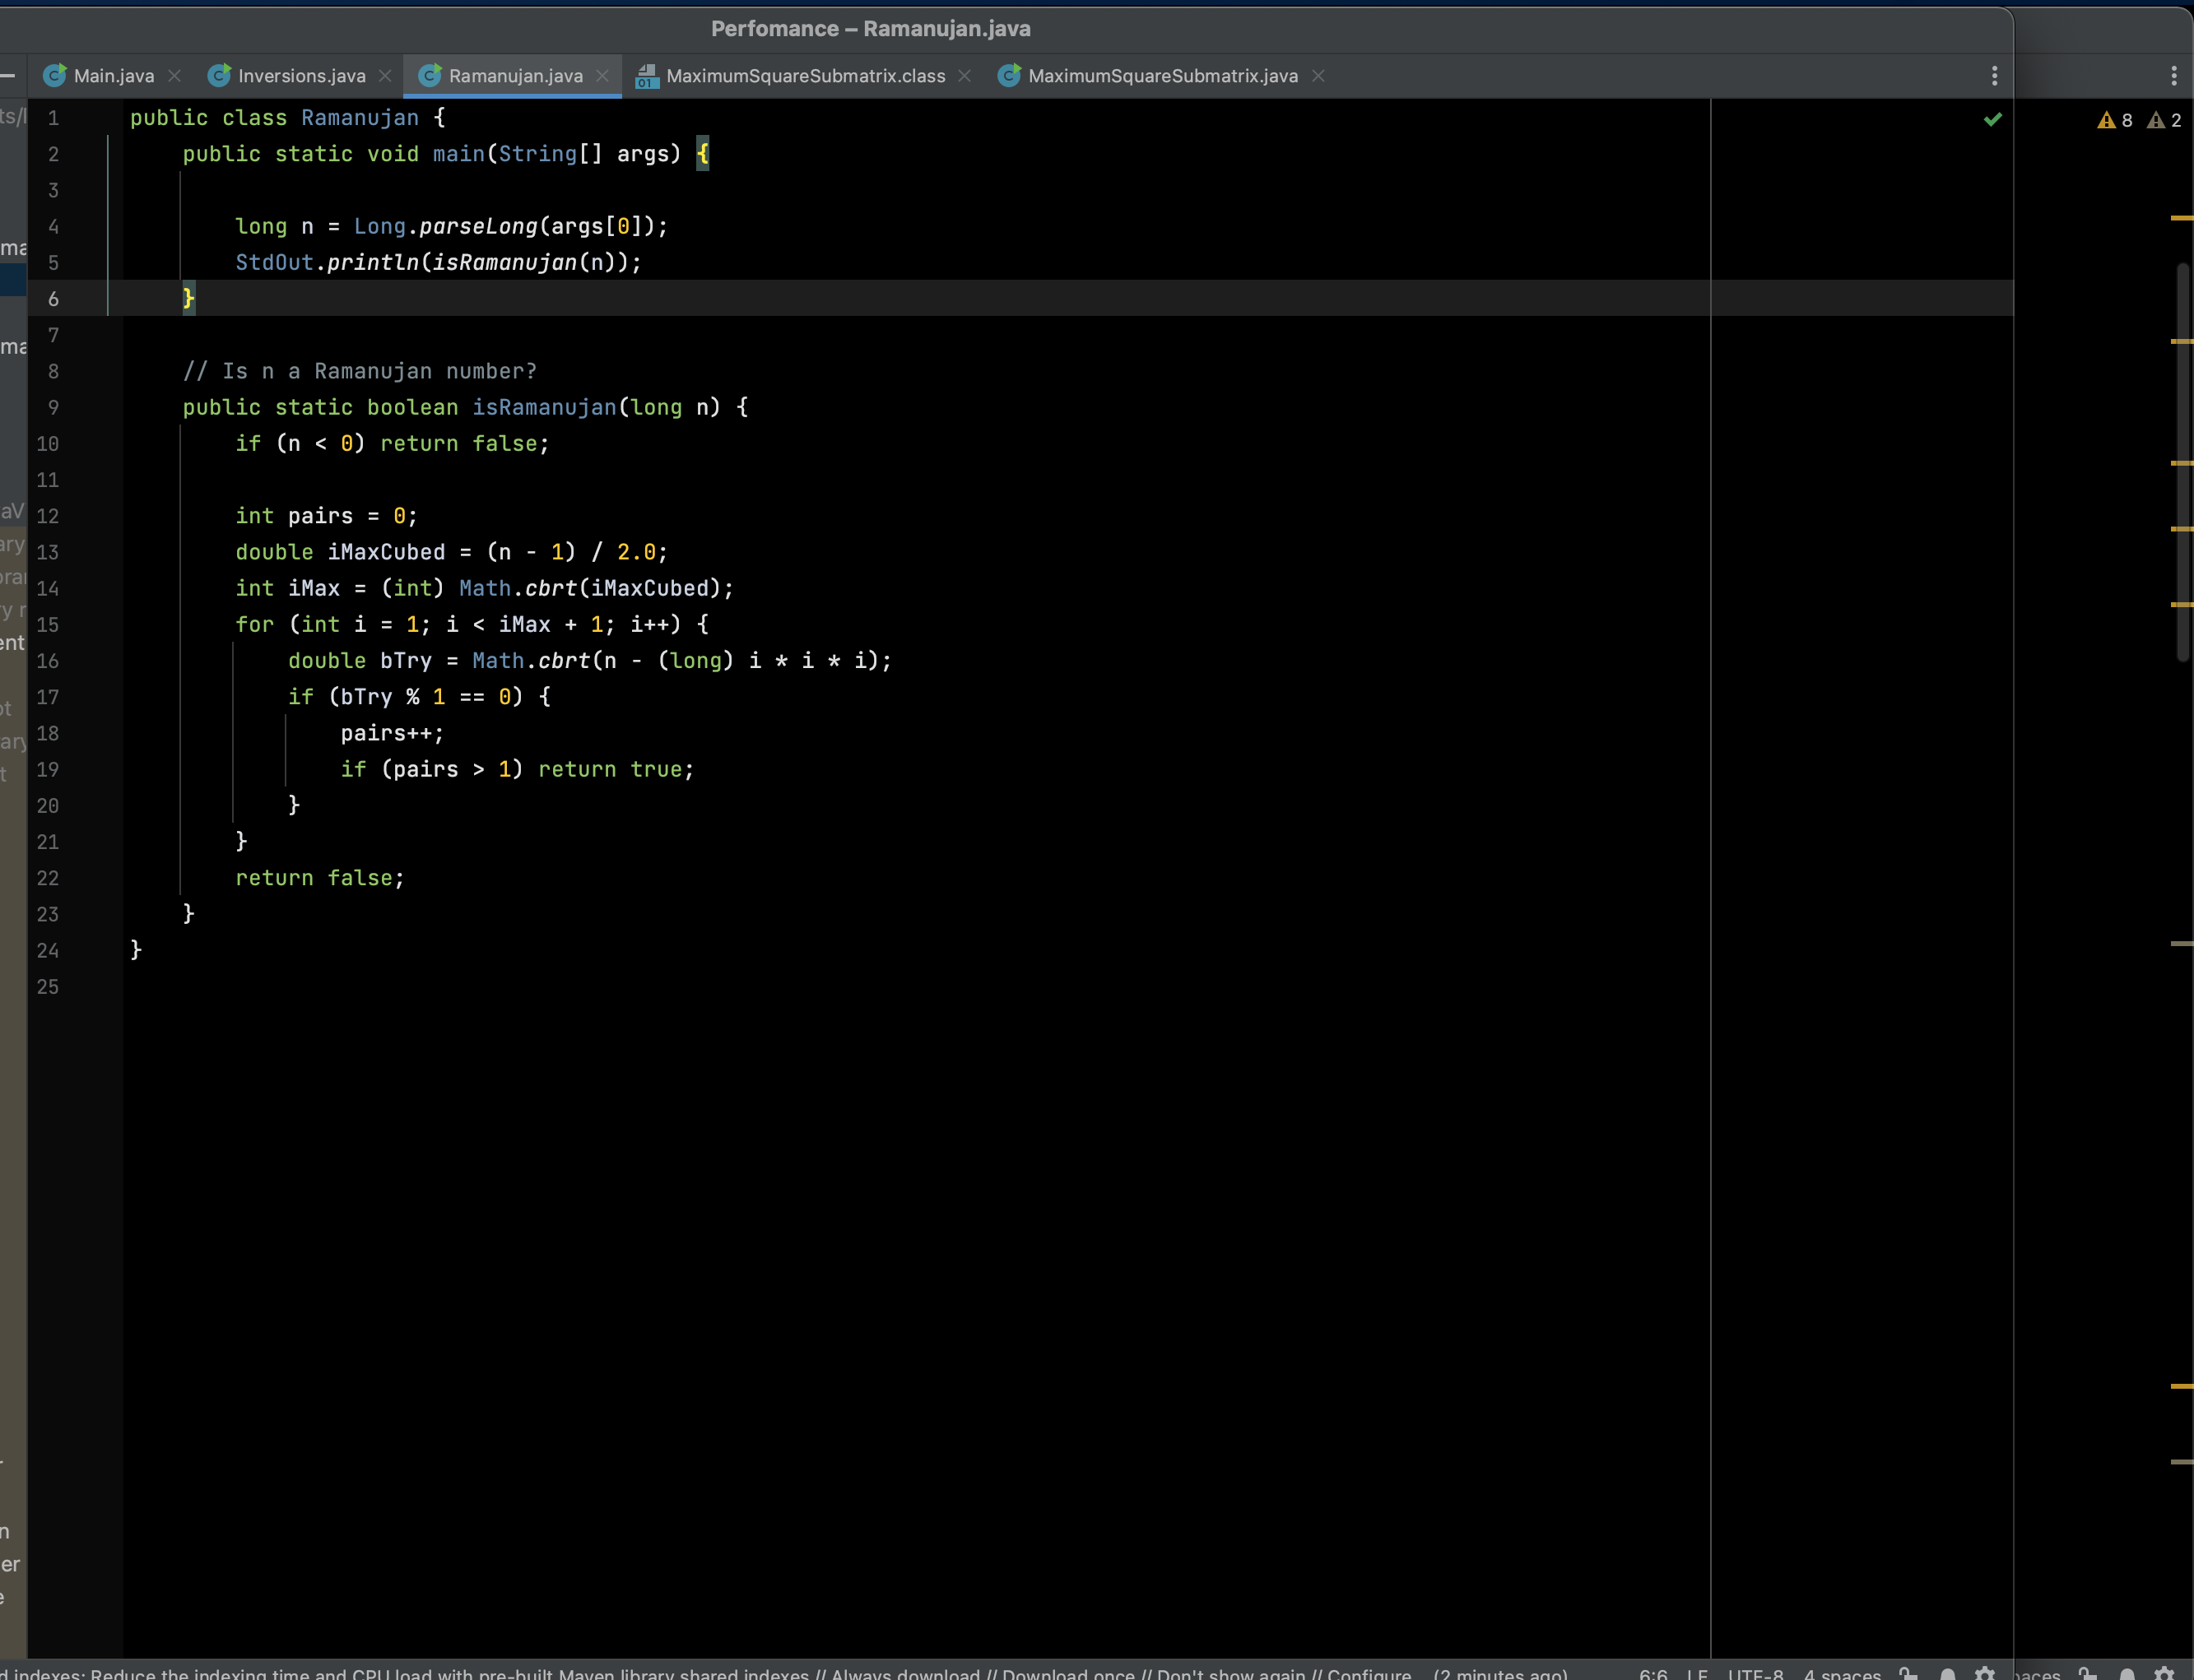 Perfomance – Ramanujan.java
Main.java Inversions.java Ramanujan.java MaximumSquareSubmatrix.class MaximumSquareSubmatrix.java
8 2
1 public class Ramanujan {
2 public static void main(String[] args) {
3
4 long n = Long.parseLong(args[0]);
5 StdOut.println(isRamanujan(n));
6 }
7
8 // Is n a Ramanujan number?
9 public static boolean isRamanujan(long n) {
10 if (n < 0) return false;
11
12 int pairs = 0;
13 double iMaxCubed = (n - 1) / 2.0;
14 int iMax = (int) Math.cbrt(iMaxCubed);
15 for (int i = 1; i < iMax + 1; i++) {
16 double bTry = Math.cbrt(n - (long) i * i * i);
17 if (bTry % 1 == 0) {
18 pairs++;
19 if (pairs > 1) return true;
20 }
21 }
22 return false;
23 }
24 }
25
d indexes: Reduce the indexing time and CPU load with pre-built Maven library shared indexes // Always download // Download once // Don't show again // Configure... (2 minutes ago) 6:6 LF UTF-8 4 spaces